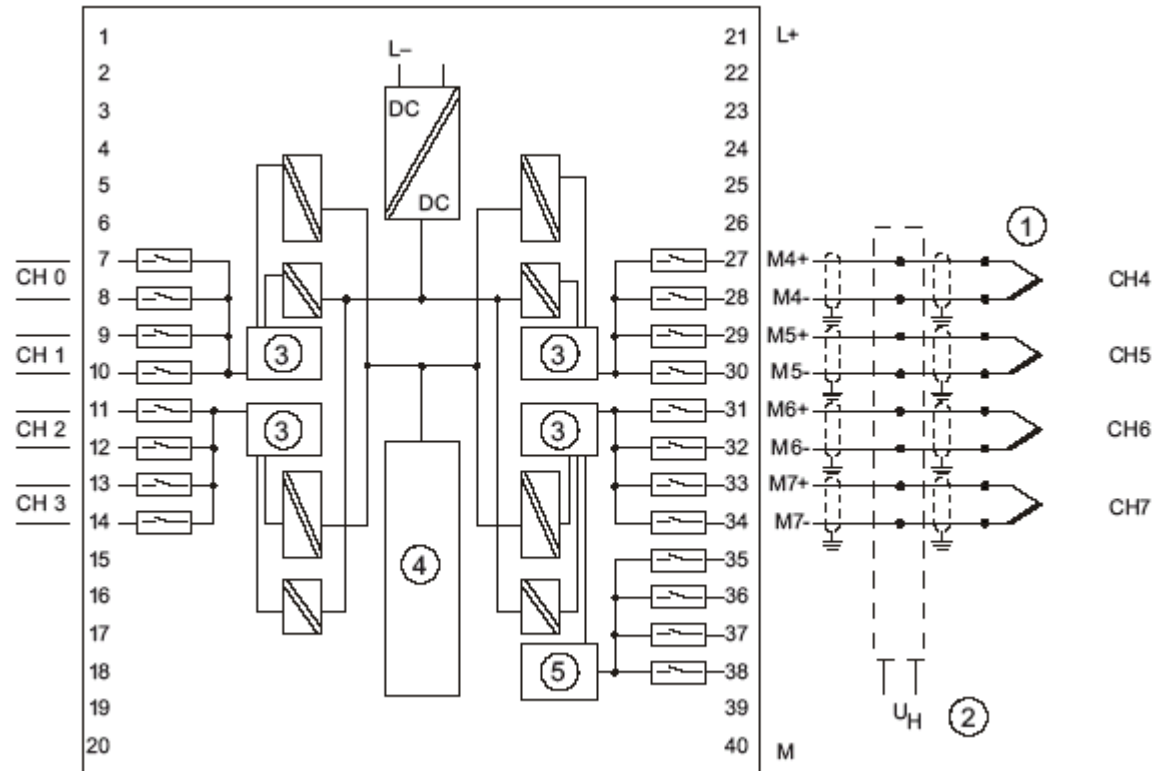 1 21 L+
2 L– 22
3 DC 23
4 24
5 25
6 DC 26 1
7 27 M4+
CH 0 CH4
8 28 M4-
9 29 M5+
CH 1 3 3 CH5
10 30 M5-
11 31 M6+
CH 2 3 3 CH6
12 32 M6-
13 33 M7+
CH 3 CH7
14 34 M7-
15 4 35
16 36
17 37
18 5 38
19 39 UH 2
20 40 M